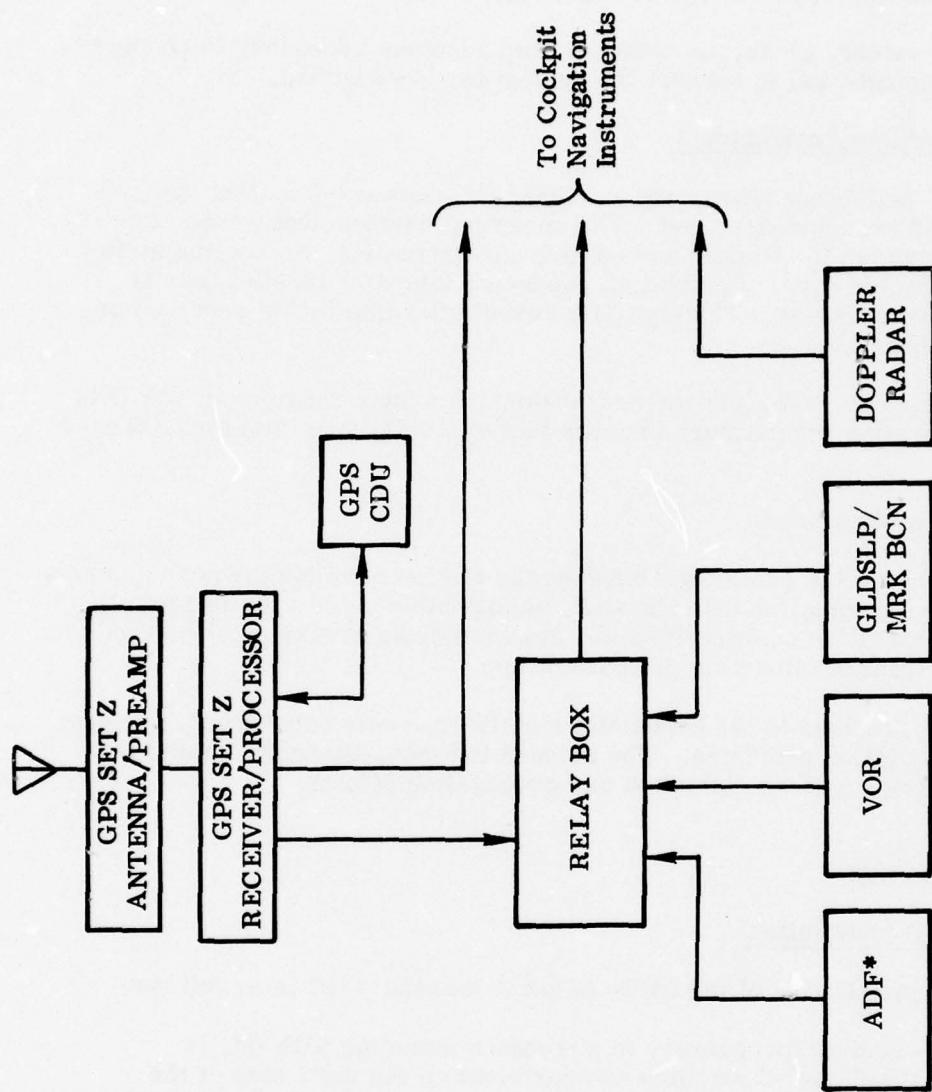 GPS SET Z
ANTENNA/PREAMP
GPS SET Z
RECEIVER/PROCESSOR
GPS
CDU
To Cockpit
Navigation
Instruments
RELAY BOX
ADF*
VOR
GLDSLP/
MRK BCN
DOPPLER
RADAR